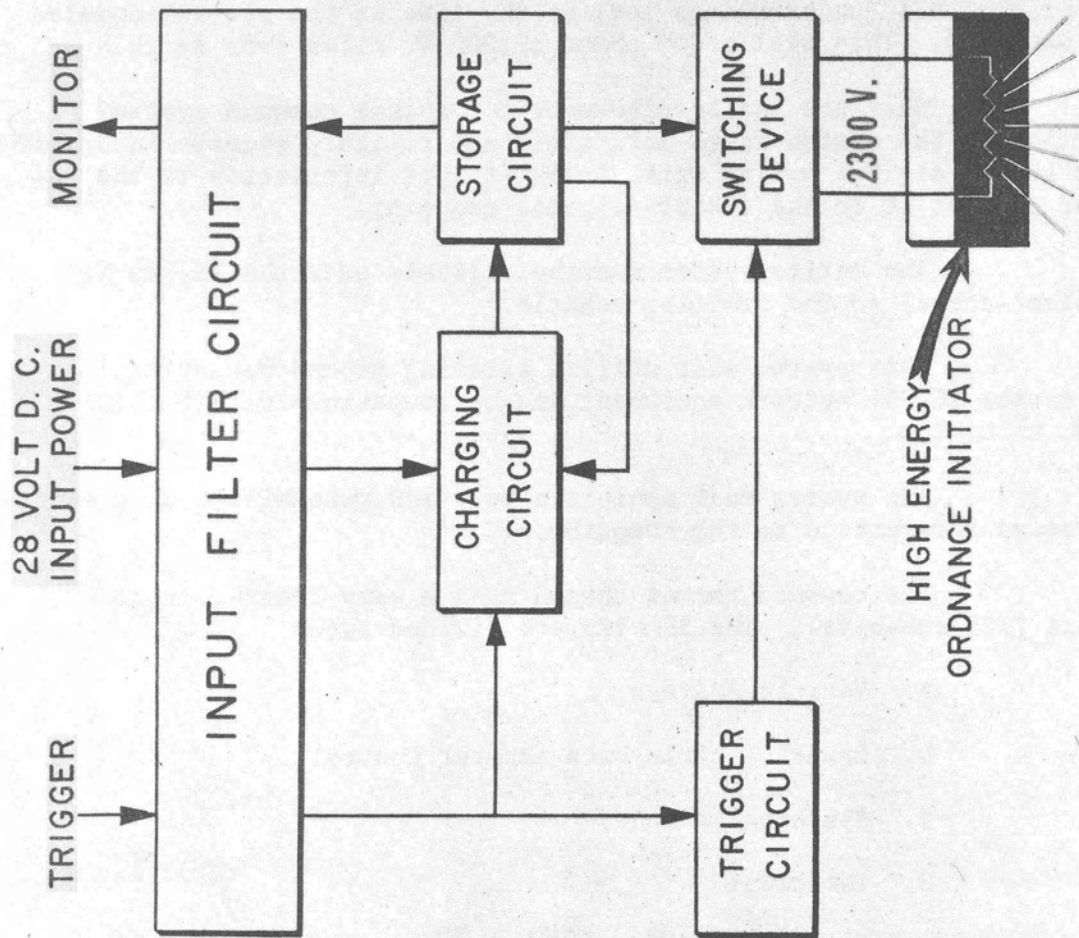 TRIGGER
28 VOLT D. C.
INPUT POWER
MONITOR
INPUT FILTER CIRCUIT
CHARGING
CIRCUIT
STORAGE
CIRCUIT
TRIGGER
CIRCUIT
SWITCHING
DEVICE
2300 V.
HIGH ENERGY
ORDNANCE INITIATOR